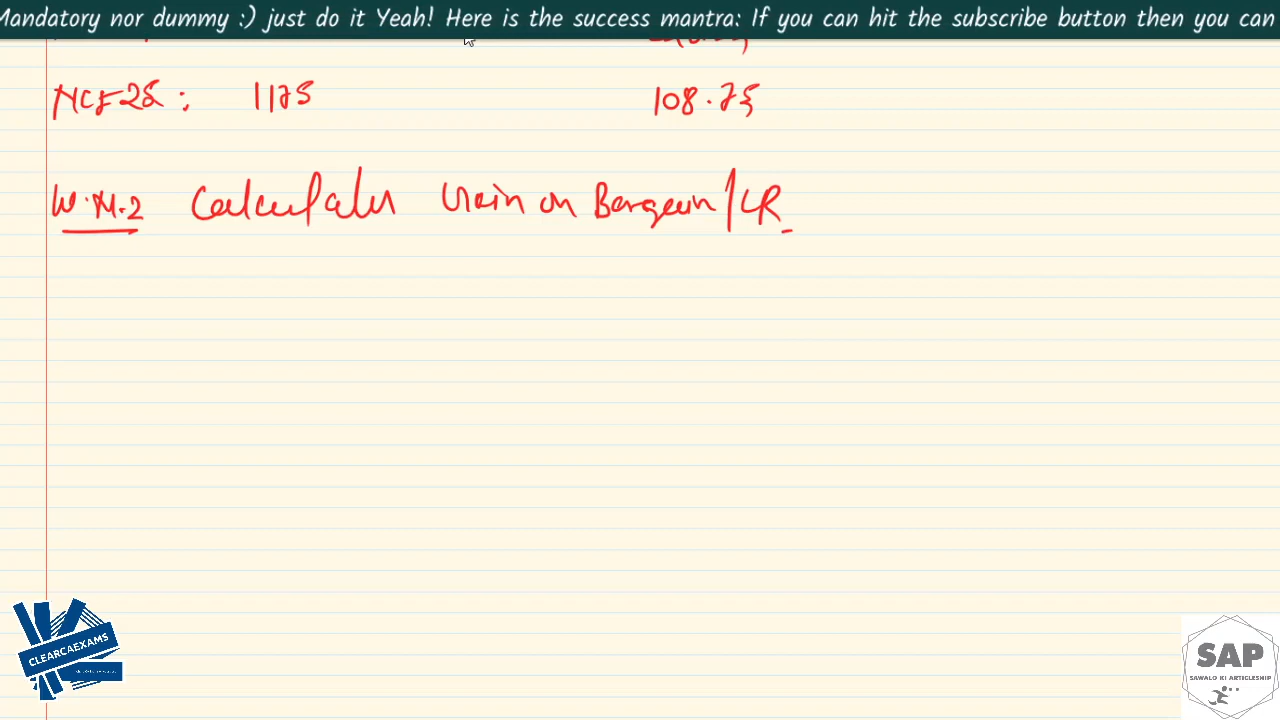 Mandatory nor dummy :) just do it Yeah! Here is the success mantra: If you can hit the subscribe button then you can
: 1175 108.75
W.N.2 Calculate Gain on Bargain/CR
CLEARCAEXAMS
SAP
SAWALO KI ARTICLESHIP